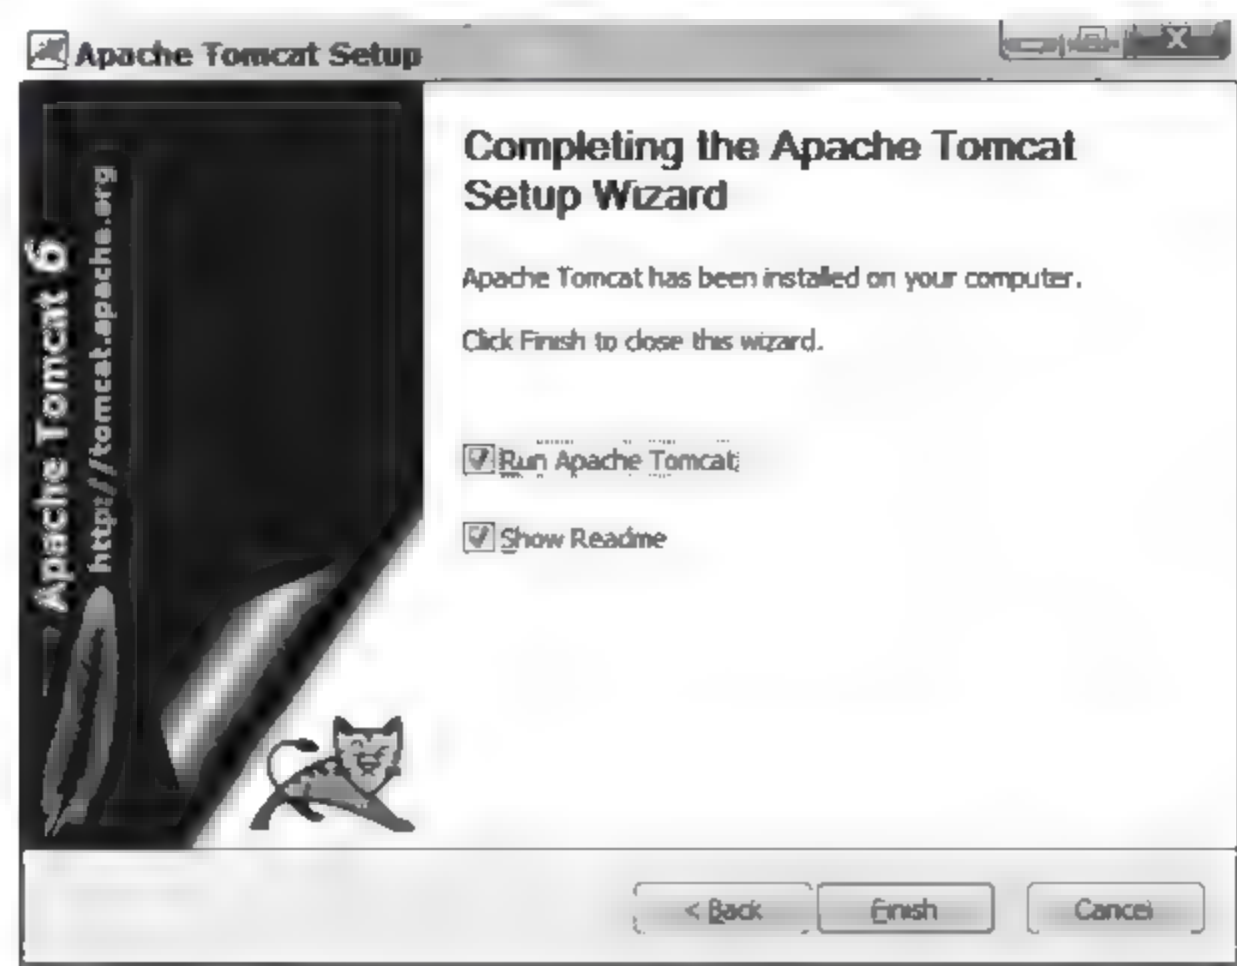 Apache Tomcat Setup
X
Apache Tomcat 6
http://tomcat.apache.org
Completing the Apache Tomcat
Setup Wizard
Apache Tomcat has been installed on your computer.
Click Finish to close this wizard.
Run Apache Tomcat
Show Readme
< Back
Finish
Cancel